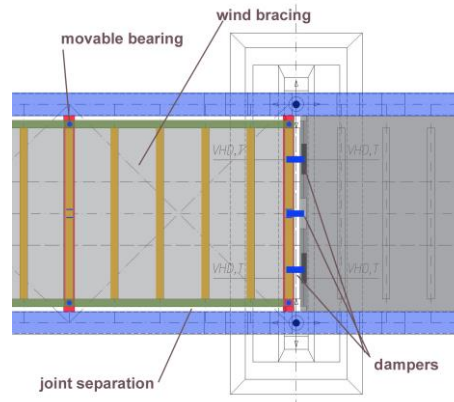 wind bracing
movable bearing
VHD,T
VHD,T
VHD,T
VHD,T
joint separation
dampers